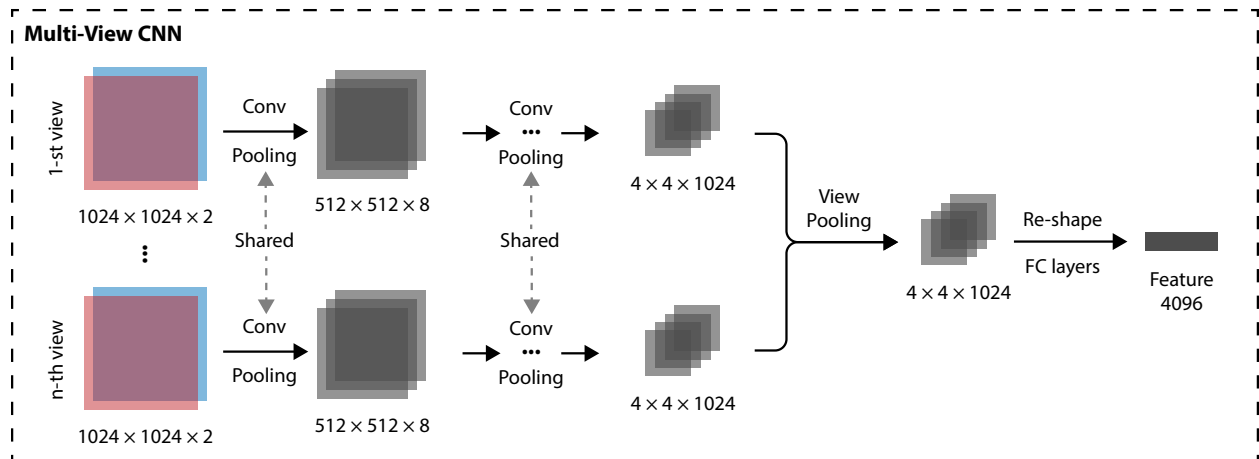 Multi-View CNN
1-st view
1024 × 1024 × 2
Conv
Pooling
512 × 512 × 8
Conv
...
Pooling
4 × 4 × 1024
...
Shared
Shared
n-th view
1024 × 1024 × 2
Conv
Pooling
512 × 512 × 8
Conv
...
Pooling
4 × 4 × 1024
View
Pooling
4 × 4 × 1024
Re-shape
FC layers
Feature
4096